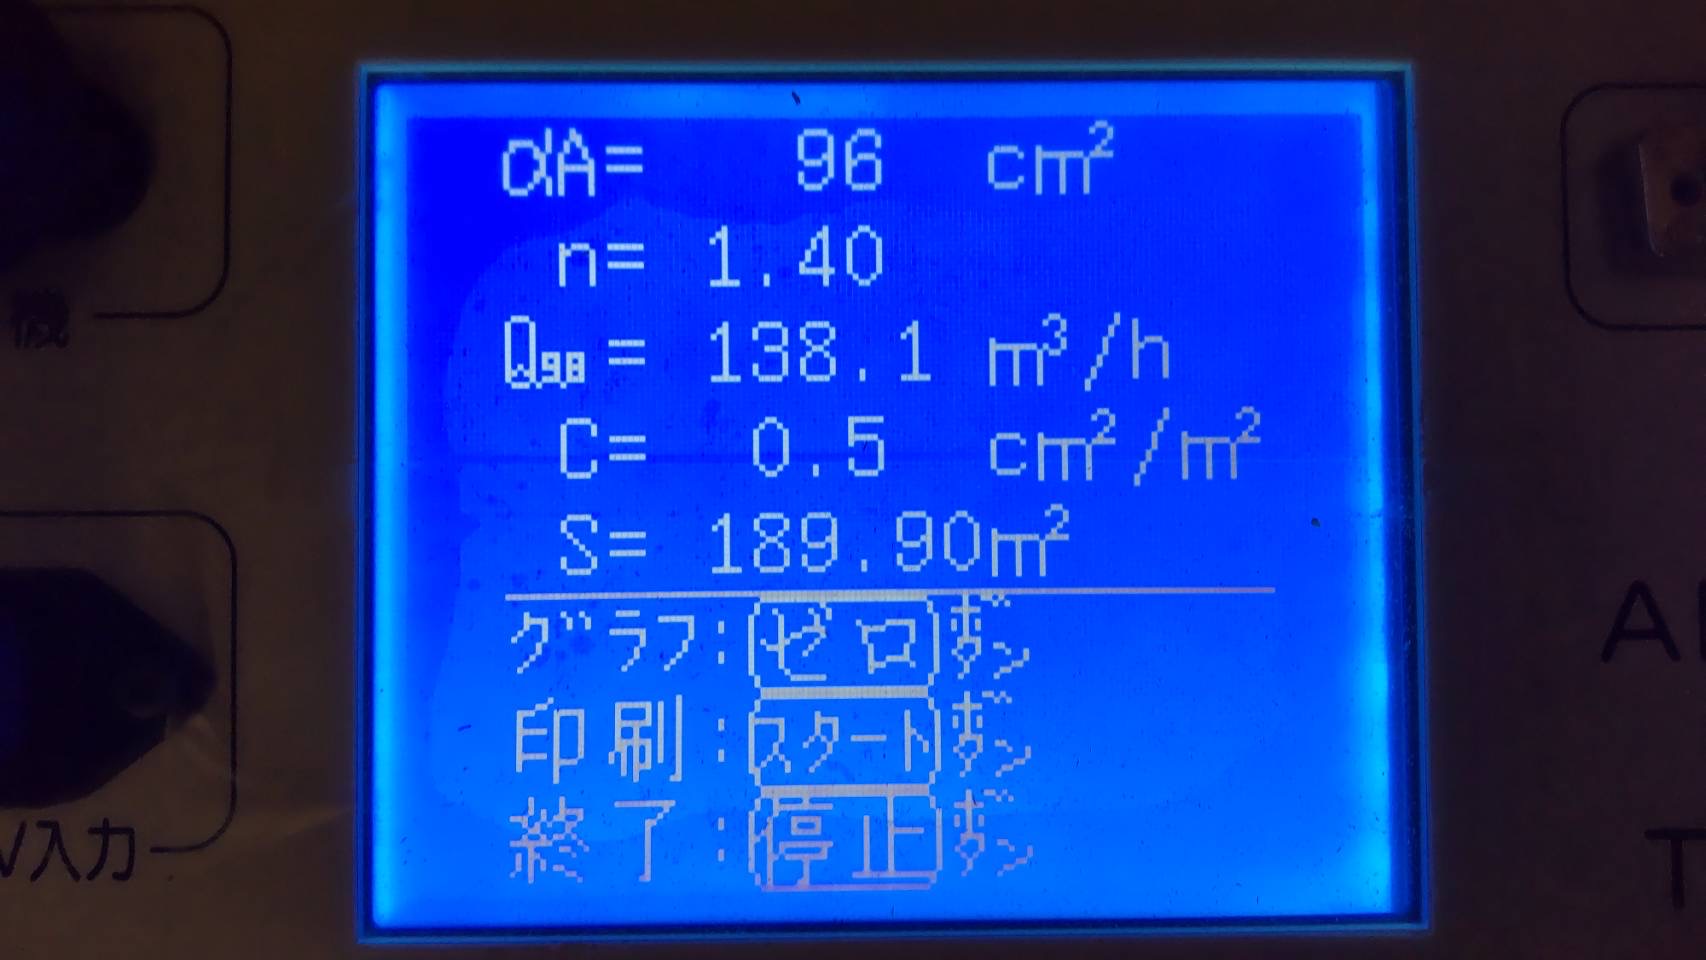 αA= 96 cm²
n= 1.40
Q₉.₈= 138.1 m³/h
C= 0.5 cm²/m²
S= 189.90m²
グラフ:ゼロボタン
印刷:スタートボタン
終了:停止ボタン
V入力
A
T